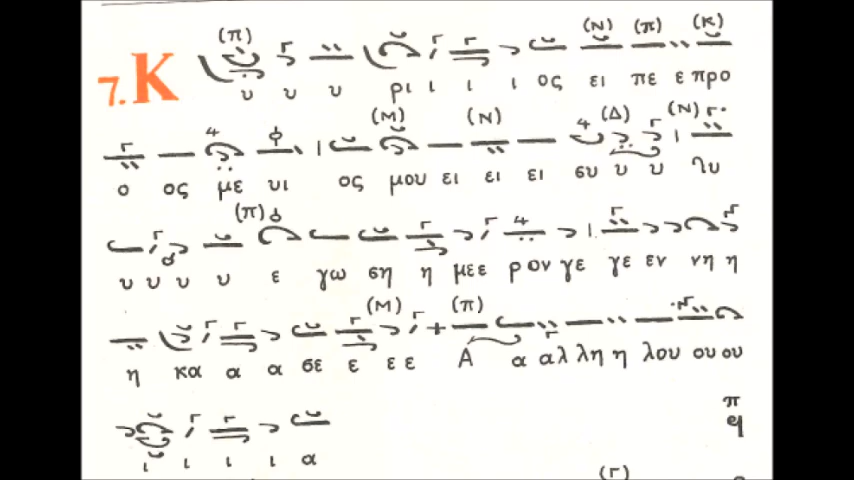 (π) (Ν) (π) (Κ)
7. Κ υ υ υ ρι ι ι ι ος ει πε ε προ
(Μ) (Ν) (Δ) (Ν)
ο ος με υι ος μου ει ει ει συ υ υ
(π)
υ υ υ υ ε γω ση η μεε ρον γε γε εν νη η
(Μ) (π)
η κα α α σε ε εε Α α αλ λη η λου ου ου
π
ι ι ι ι α
(Γ)